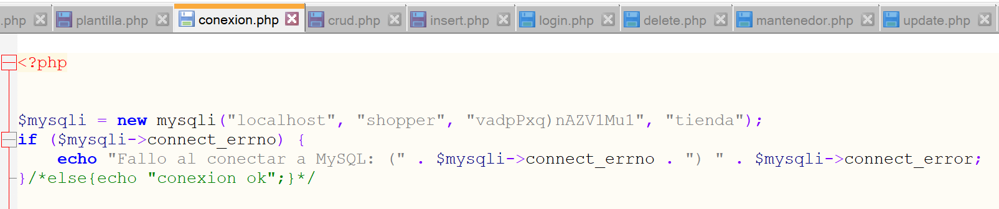 .php plantilla.php conexion.php crud.php insert.php login.php delete.php mantenedor.php update.php
<?php
$mysqli = new mysqli("localhost", "shopper", "vadpPxq)nAZV1Mu1", "tienda");
if ($mysqli->connect_errno) {
    echo "Fallo al conectar a MySQL: (" . $mysqli->connect_errno . ") " . $mysqli->connect_error;
}/*else{echo "conexion ok";}*/